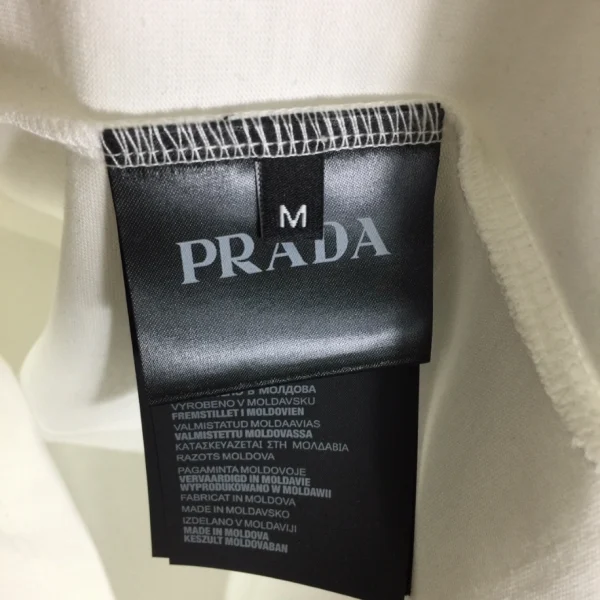 M
PRADA
В МОЛДОВА
VYROBENO V MOLDAVSKU
FREMSTILLET I MOLDOVIEN
VALMISTATUD MOLDAAVIAS
VALMISTETTU MOLDOVASSA
ΚΑΤΑΣΚΕΥΑΖΕΤΑΙ ΣΤΗ ΜΟΛΔΑΒΙΑ
RAZOTS MOLDOVA
PAGAMINTA MOLDOVOJE
VERVAARDIGD IN MOLDAVIE
WYPRODUKOWANO W MOLDAWII
FABRICAT IN MOLDOVA
MADE IN MOLDAVSKO
IZDELANO V MOLDAVIJI
MADE IN MOLDOVA
KESZULT MOLDOVABAN